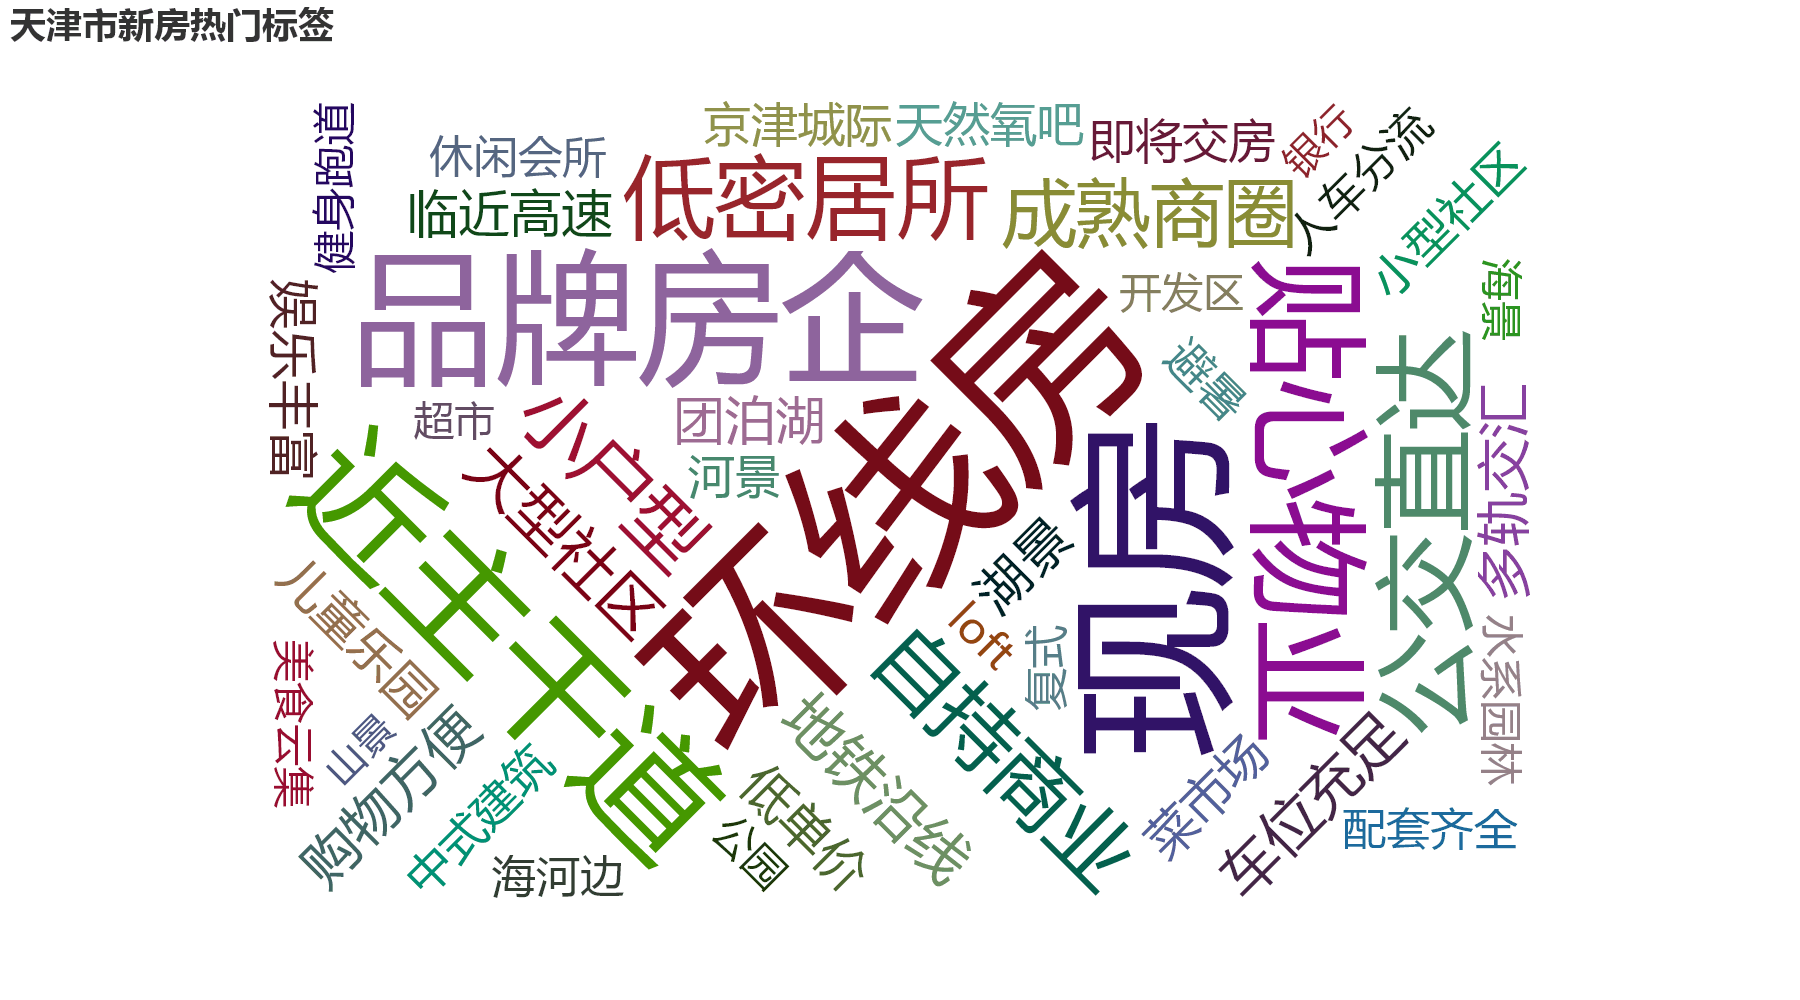 天津市新房热门标签
京津城际
天然氧吧
即将交房
银行
人车分流
健身跑道
休闲会所
临近高速
低密居所
成熟商圈
小型社区
品牌房企
环线房
开发区
贴心物业
海景
娱乐丰富
超市
小户型
团泊湖
避暑
公交直达
多轨交汇
近主干道
大型社区
河景
现房
湖景
loft
复式
儿童乐园
自持商业
水系园林
美食云集
山景
购物方便
中式建筑
海河边
公园
低单价
地铁沿线
菜市场
车位充足
配套齐全